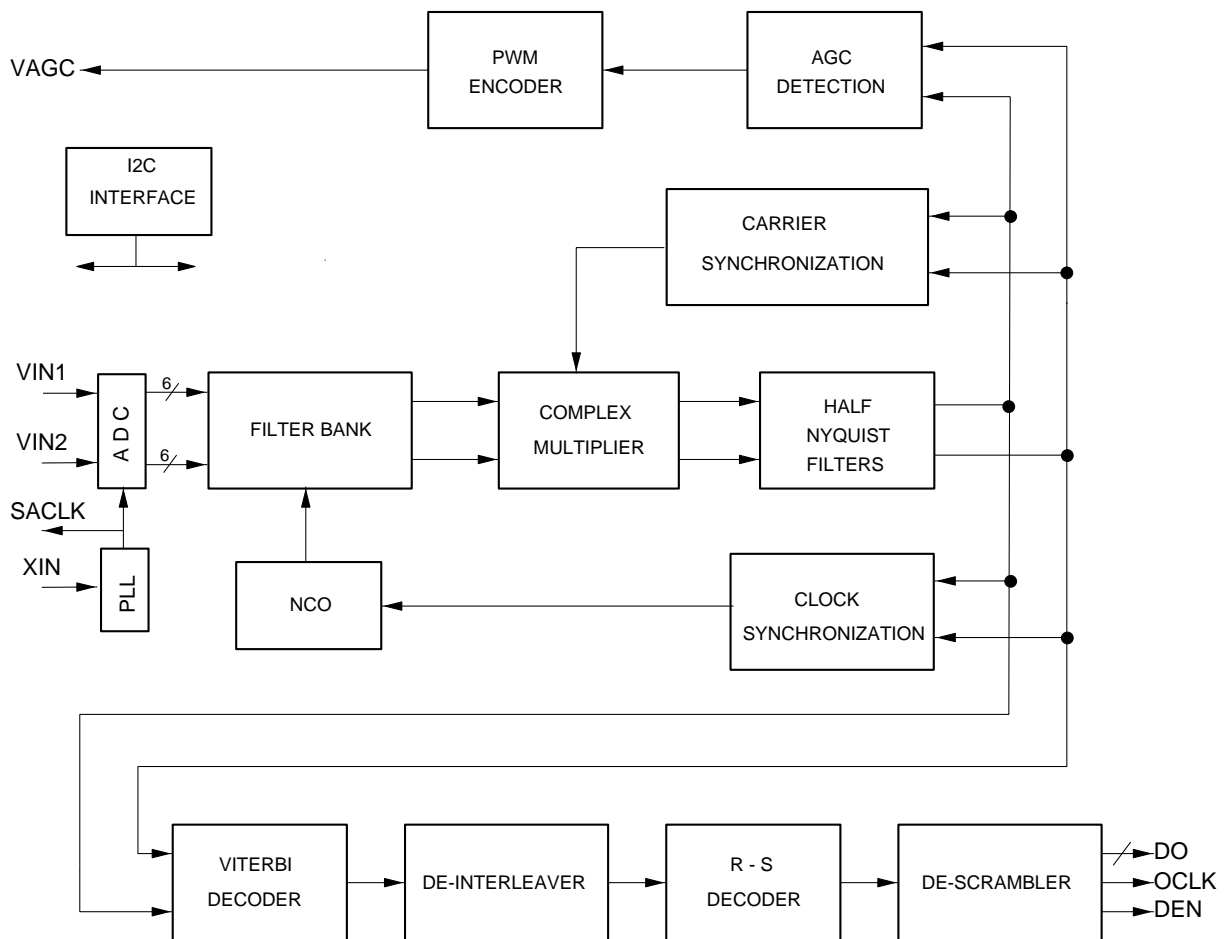 VAGC
PWM
ENCODER
AGC
DETECTION
I2C
INTERFACE
CARRIER
SYNCHRONIZATION
VIN1
VIN2
SACLK
XIN
A D C
6
6
FILTER BANK
COMPLEX
MULTIPLIER
HALF
NYQUIST
FILTERS
PLL
NCO
CLOCK
SYNCHRONIZATION
VITERBI
DECODER
DE-INTERLEAVER
R - S
DECODER
DE-SCRAMBLER
DO
OCLK
DEN